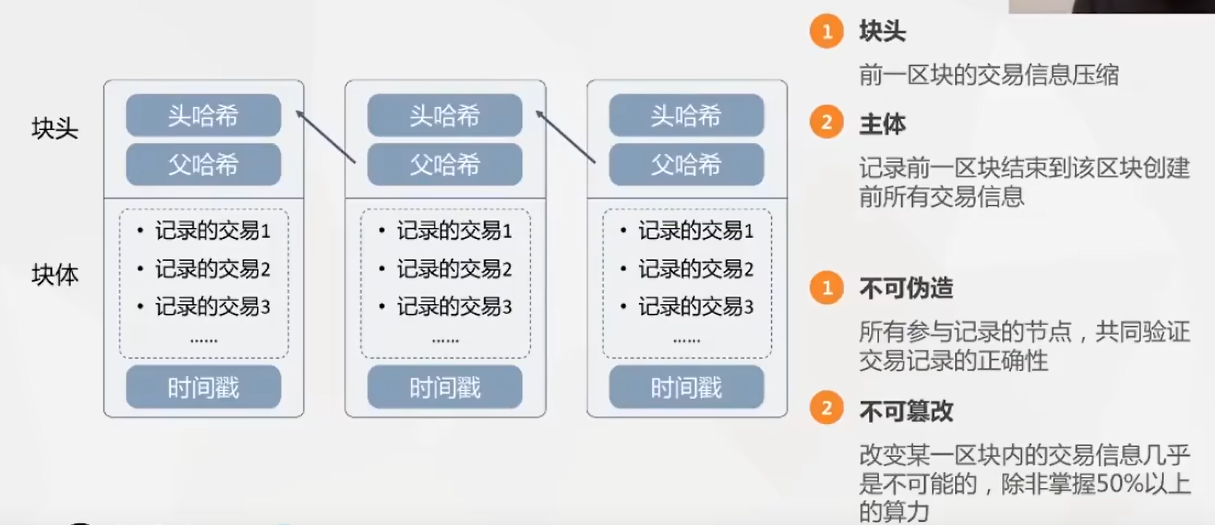 块头
头哈希
父哈希
块体
• 记录的交易1
• 记录的交易2
• 记录的交易3
......
时间戳
头哈希
父哈希
• 记录的交易1
• 记录的交易2
• 记录的交易3
......
时间戳
头哈希
父哈希
• 记录的交易1
• 记录的交易2
• 记录的交易3
......
时间戳
1 块头
前一区块的交易信息压缩
2 主体
记录前一区块结束到该区块创建
前所有交易信息
1 不可伪造
所有参与记录的节点，共同验证
交易记录的正确性
2 不可篡改
改变某一区块内的交易信息几乎
是不可能的，除非掌握50%以上
的算力